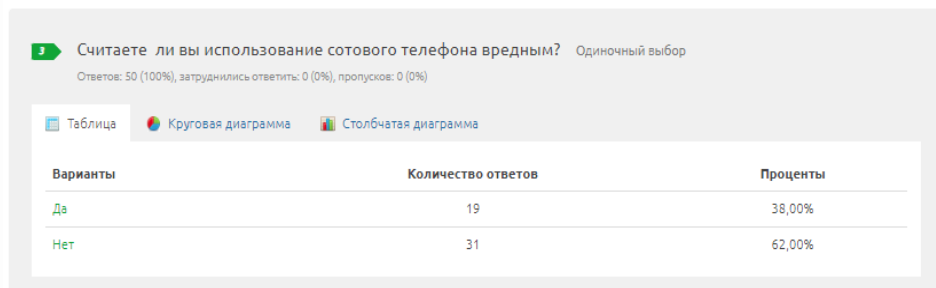 3 Считаете ли вы использование сотового телефона вредным? Одиночный выбор
Ответов: 50 (100%), затруднились ответить: 0 (0%), пропусков: 0 (0%)
Таблица Круговая диаграмма Столбчатая диаграмма
Варианты Количество ответов Проценты
Да 19 38,00%
Нет 31 62,00%